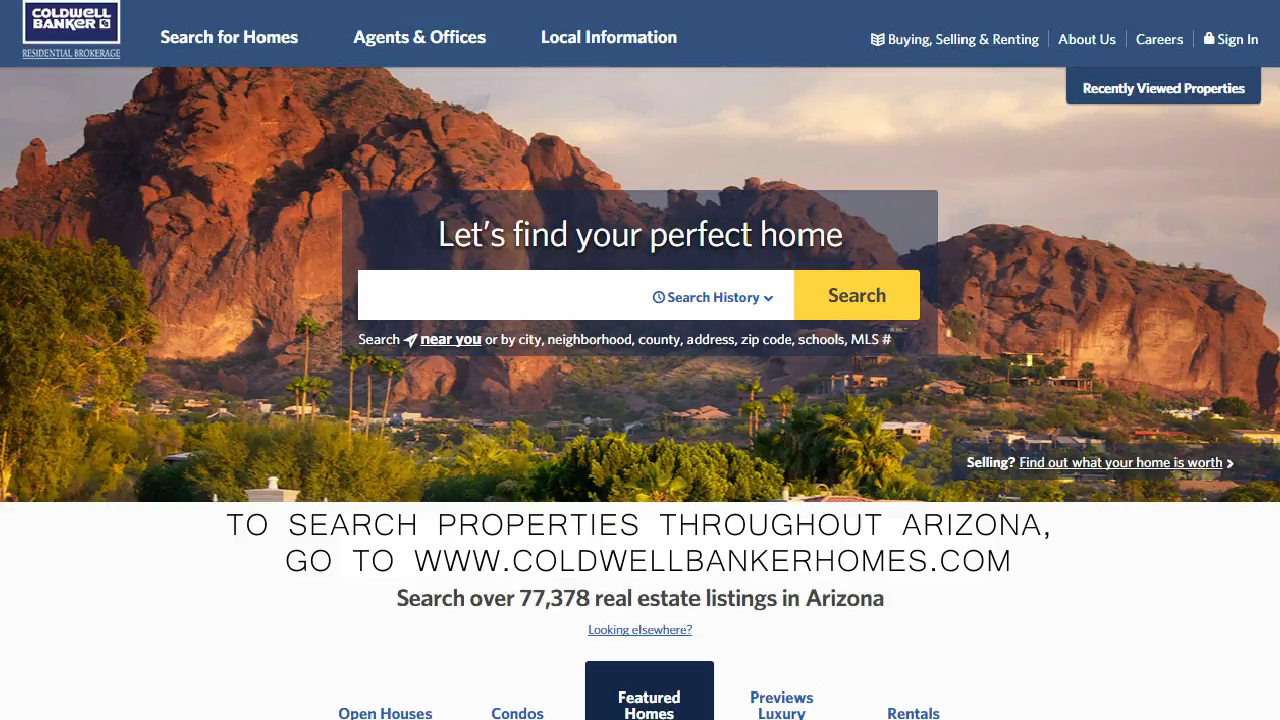 COLDWELL
BANKER
RESIDENTIAL BROKERAGE
Search for Homes
Agents & Offices
Local Information
Buying, Selling & Renting
About Us
Careers
Sign In
Recently Viewed Properties
Let's find your perfect home
Search History
Search
Search near you or by city, neighborhood, county, address, zip code, schools, MLS #
Selling? Find out what your home is worth
TO SEARCH PROPERTIES THROUGHOUT ARIZONA,
GO TO WWW.COLDWELLBANKERHOMES.COM
Search over 77,378 real estate listings in Arizona
Looking elsewhere?
Open Houses
Condos
Featured
Homes
Previews
Luxury
Rentals